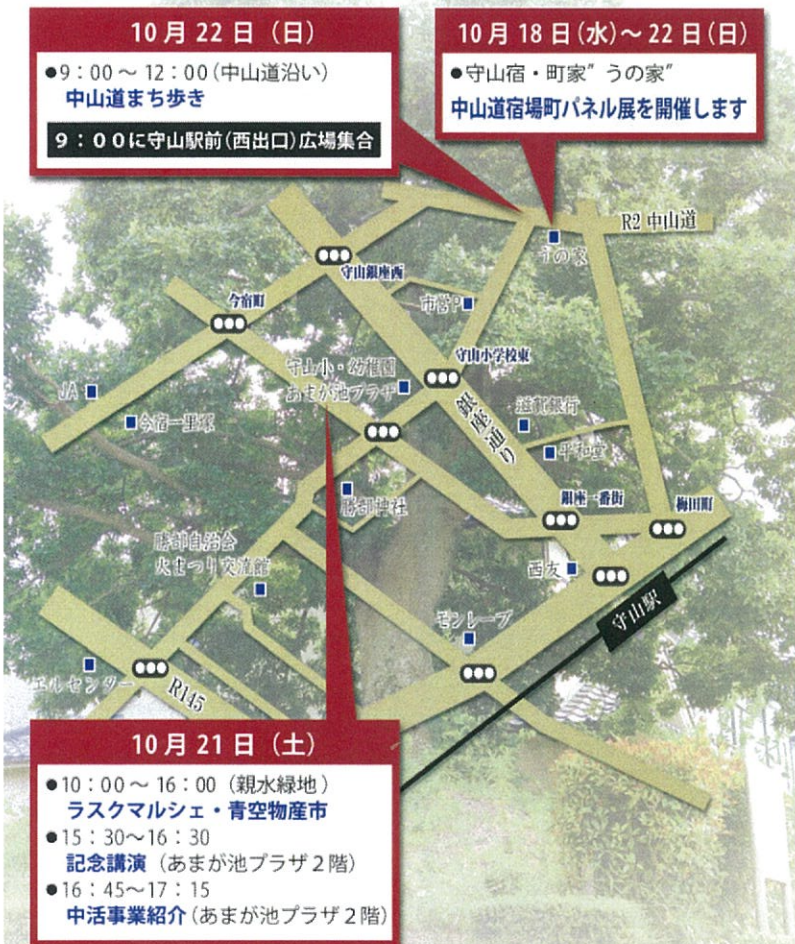 10月22日（日）
●9：00～12：00（中山道沿い）
中山道まち歩き
9：00に守山駅前(西出口)広場集合
10月18日(水)～22日(日)
●守山宿・町家”うの家”
中山道宿場町パネル展を開催します
R2 中山道
うの家
守山銀座西
市営P
今宿町
守山小学校東
守山小・幼稚園
あまが池プラザ
JA
今宿一里塚
銀座通り
滋賀銀行
平和堂
勝部神社
銀座一番街
梅田町
勝部自治会
火まつり交流館
西友
守山駅
モンレーブ
エルセンター
R145
10月21日（土）
●10：00～16：00（親水緑地）
ラスクマルシェ・青空物産市
●15：30～16：30
記念講演（あまが池プラザ２階）
●16：45～17：15
中活事業紹介（あまが池プラザ２階）